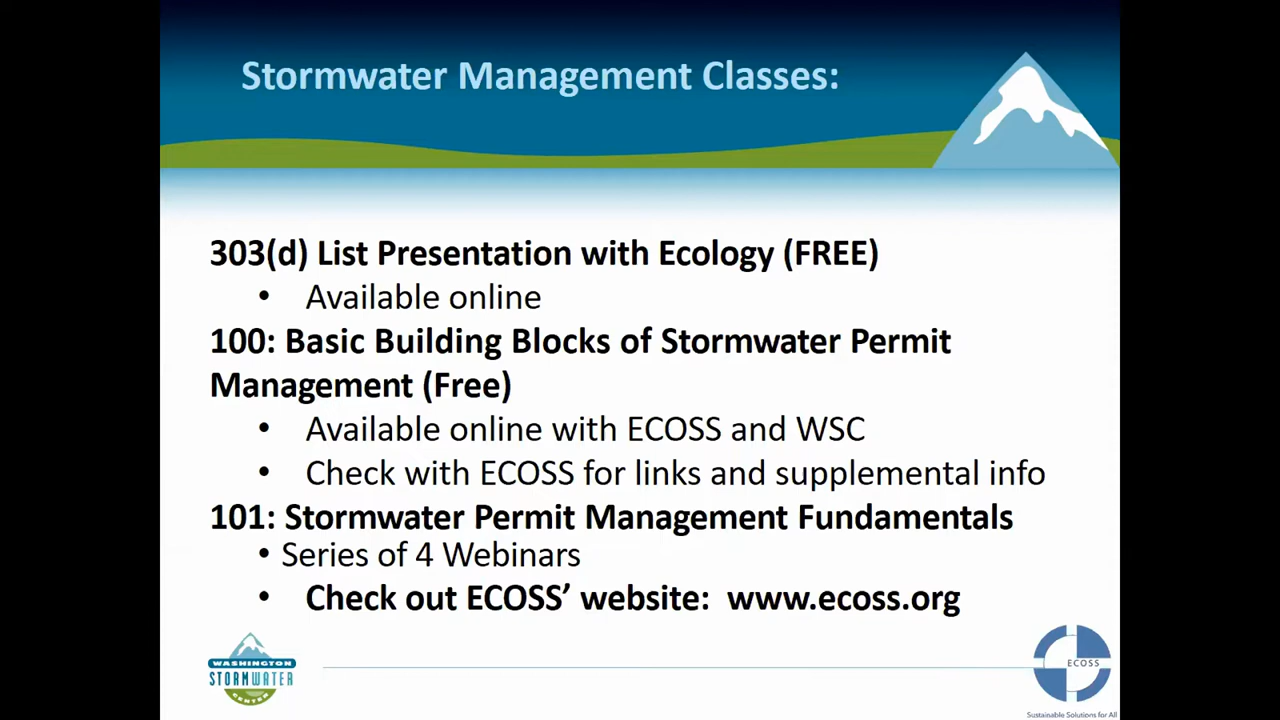 Stormwater Management Classes:
303(d) List Presentation with Ecology (FREE)
• Available online
100: Basic Building Blocks of Stormwater Permit
Management (Free)
• Available online with ECOSS and WSC
• Check with ECOSS for links and supplemental info
101: Stormwater Permit Management Fundamentals
• Series of 4 Webinars
• Check out ECOSS’ website: www.ecoss.org
WASHINGTON
STORMWATER
CENTER
ECOSS
Sustainable Solutions for All